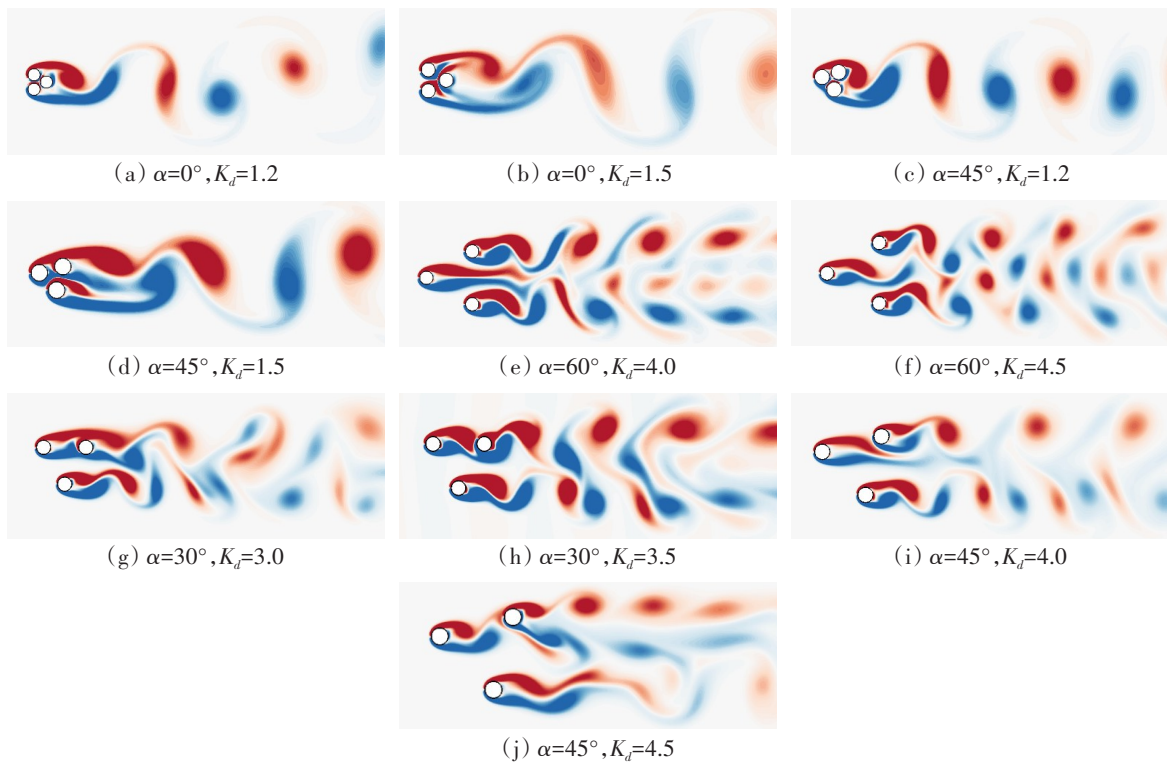 (a) α=0°,K_d=1.2
(b) α=0°,K_d=1.5
(c) α=45°,K_d=1.2
(d) α=45°,K_d=1.5
(e) α=60°,K_d=4.0
(f) α=60°,K_d=4.5
(g) α=30°,K_d=3.0
(h) α=30°,K_d=3.5
(i) α=45°,K_d=4.0
(j) α=45°,K_d=4.5